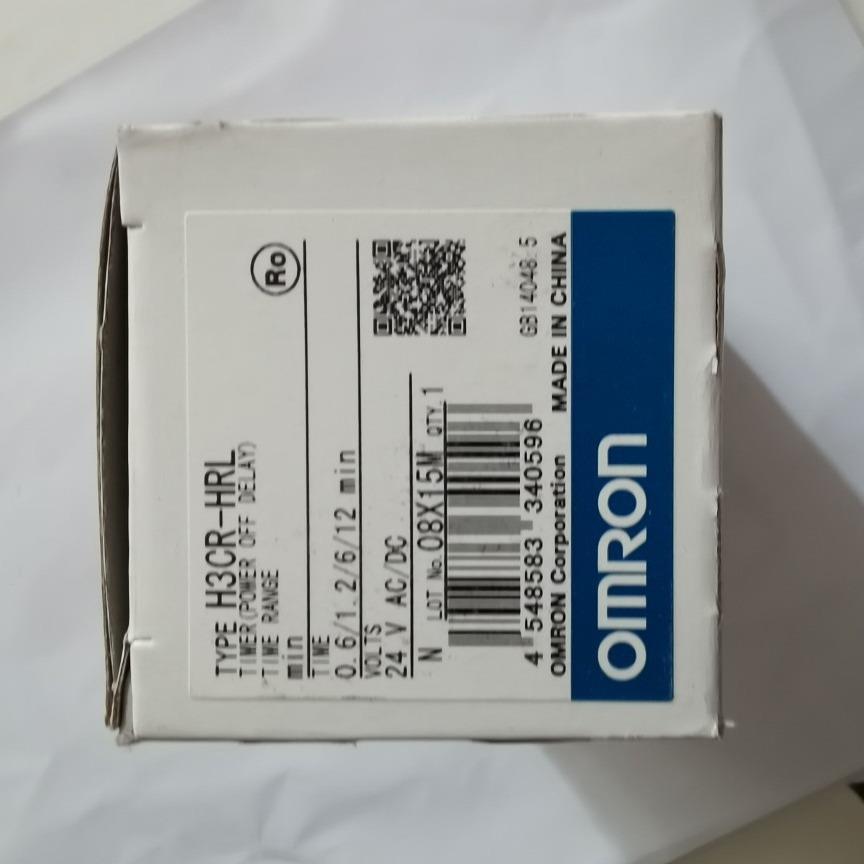 TYPE H3CR-HRL
TIMER(POWER OFF DELAY)
TIME RANGE
min
Ro
TIME
0.6/1.2/6/12 min
VOLTS
24 V AC/DC
N LOT No. 08X15M QTY. 1
4 548583 340596
GB14048.5
OMRON Corporation MADE IN CHINA
OMRON